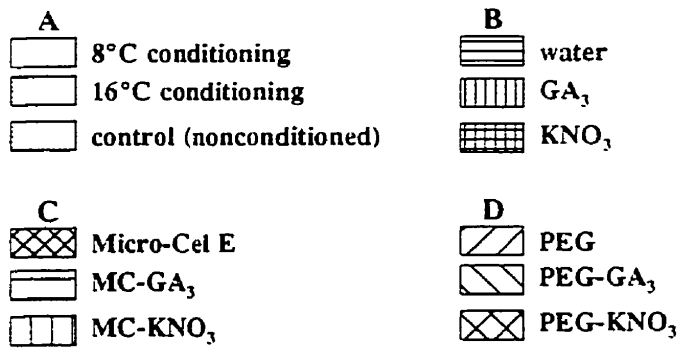 A
8°C conditioning
16°C conditioning
control (nonconditioned)
B
water
GA₃
KNO₃
C
Micro-Cel E
MC-GA₃
MC-KNO₃
D
PEG
PEG-GA₃
PEG-KNO₃